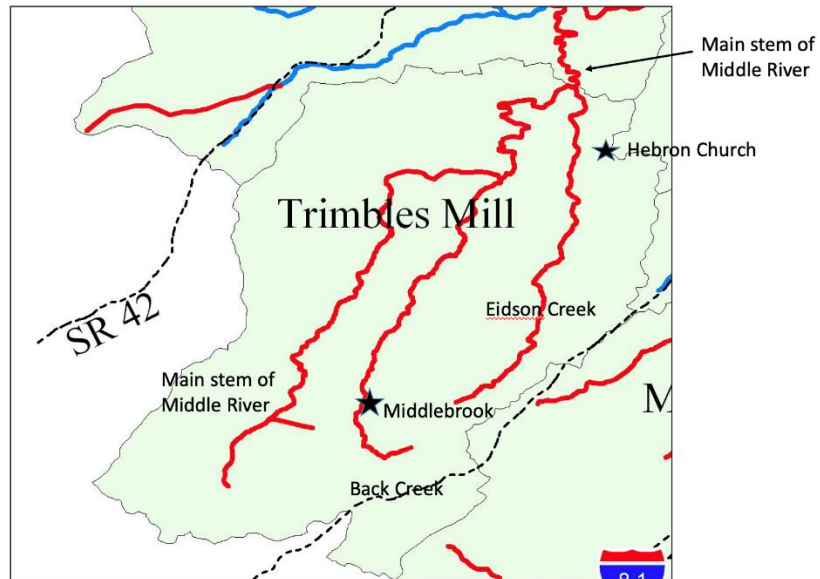 Main stem of
Middle River
Hebron Church
Trimbles Mill
SR 42
Eidson Creek
Main stem of
Middle River
Middlebrook
M
Back Creek
81